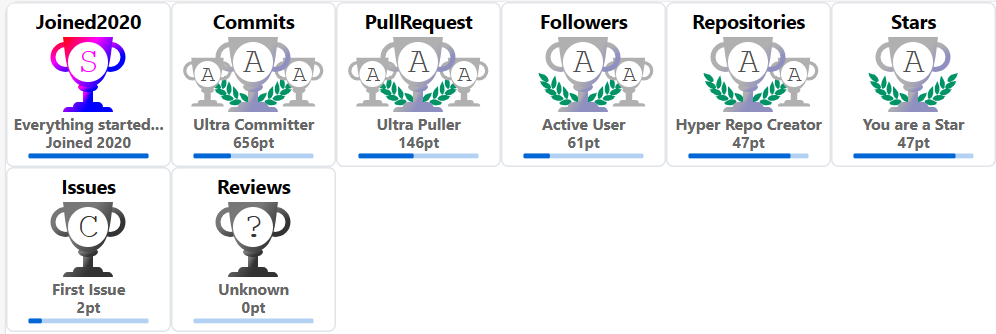 Joined2020
S
Everything started...
Joined 2020
Commits
A A A
Ultra Committer
656pt
PullRequest
A A A
Ultra Puller
146pt
Followers
A A
Active User
61pt
Repositories
A A
Hyper Repo Creator
47pt
Stars
A
You are a Star
47pt
Issues
C
First Issue
2pt
Reviews
?
Unknown
0pt